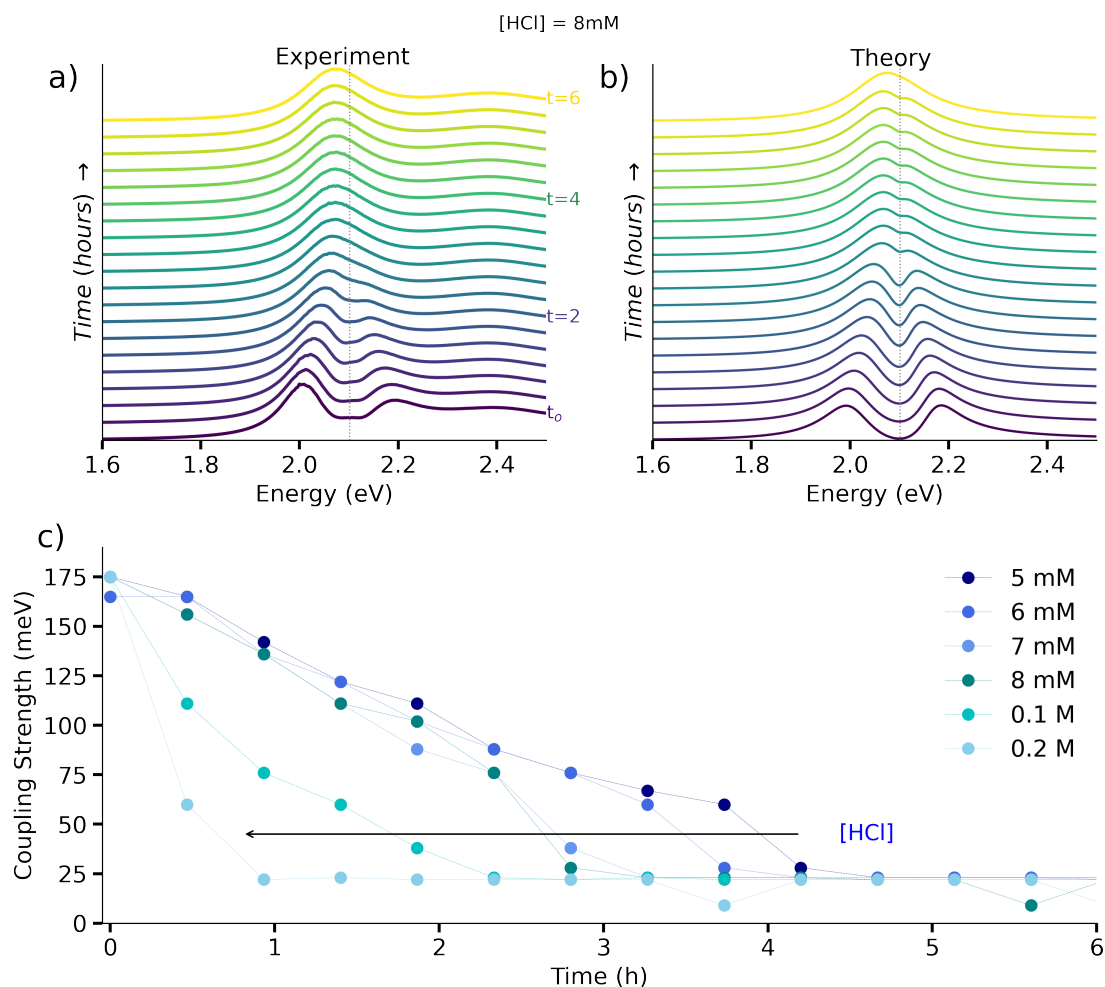 [HCl] = 8mM
a)
Experiment
b)
Theory
t=6
t=4
t=2
tₒ
Time (hours) →
Time (hours) →
1.6 1.8 2.0 2.2 2.4
Energy (eV)
1.6 1.8 2.0 2.2 2.4
Energy (eV)
c)
175
150
125
100
75
50
25
0
Coupling Strength (meV)
5 mM
6 mM
7 mM
8 mM
0.1 M
0.2 M
[HCl]
0 1 2 3 4 5 6
Time (h)